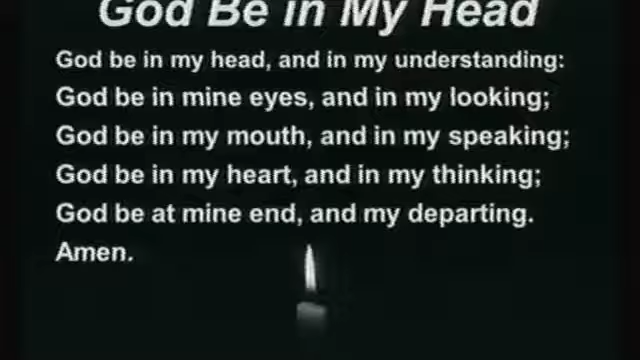 God Be in My Head
God be in my head, and in my understanding:
God be in mine eyes, and in my looking;
God be in my mouth, and in my speaking;
God be in my heart, and in my thinking;
God be at mine end, and my departing.
Amen.